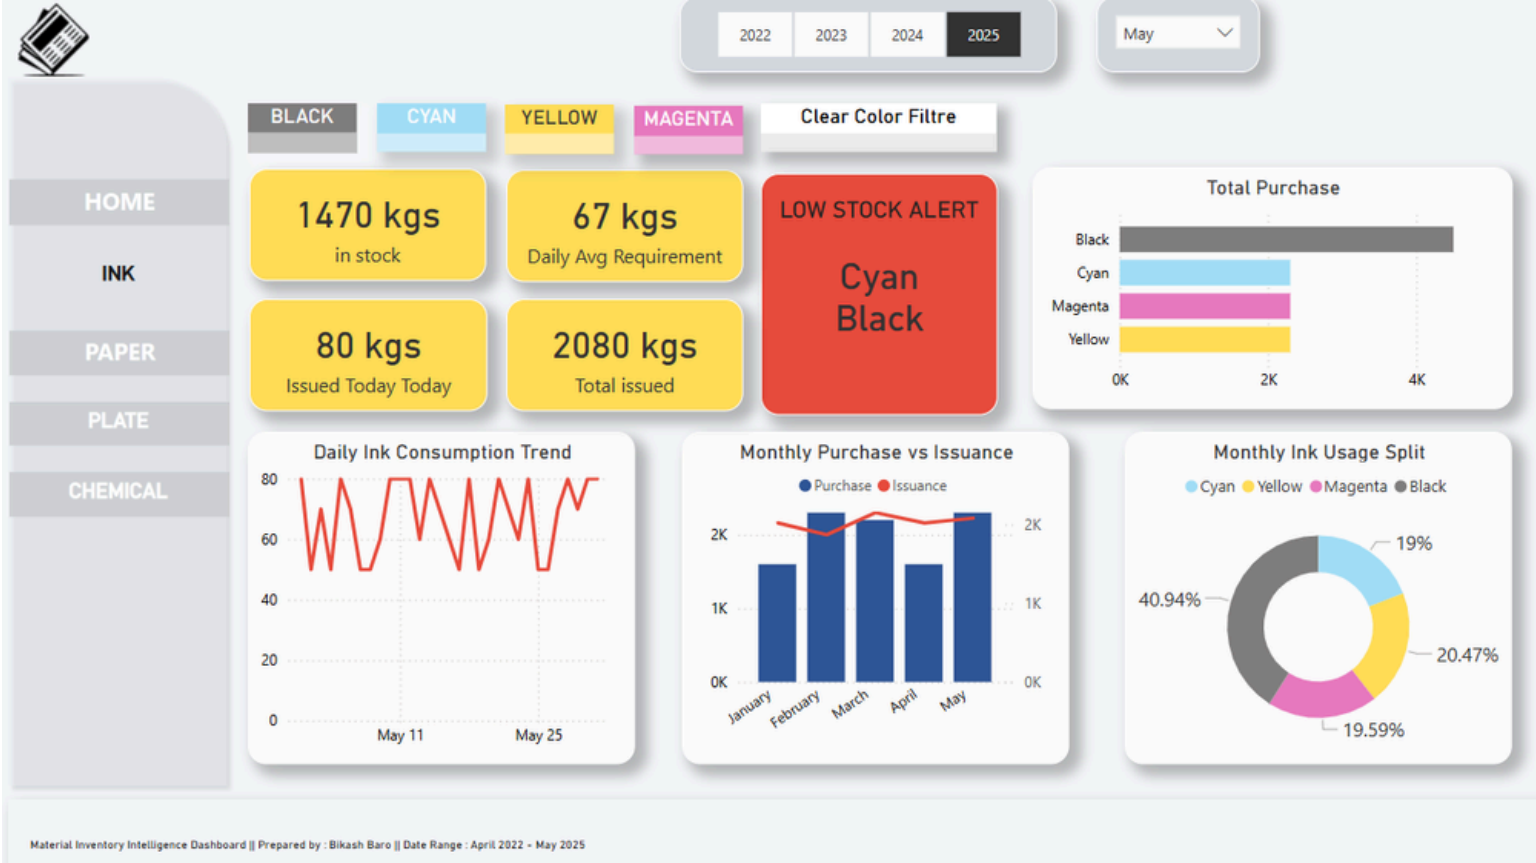 2022 2023 2024 2025
May
BLACK CYAN YELLOW MAGENTA Clear Color Filtre
HOME
INK
PAPER
PLATE
CHEMICAL
1470 kgs
in stock
67 kgs
Daily Avg Requirement
80 kgs
Issued Today Today
2080 kgs
Total issued
LOW STOCK ALERT
Cyan
Black
Total Purchase
Black
Cyan
Magenta
Yellow
0K 2K 4K
Daily Ink Consumption Trend
80
60
40
20
0
May 11 May 25
Monthly Purchase vs Issuance
Purchase Issuance
2K 2K
1K 1K
0K 0K
January February March April May
Monthly Ink Usage Split
Cyan Yellow Magenta Black
19%
40.94%
20.47%
19.59%
Material Inventory Intelligence Dashboard || Prepared by : Bikash Baro || Date Range : April 2022 - May 2025